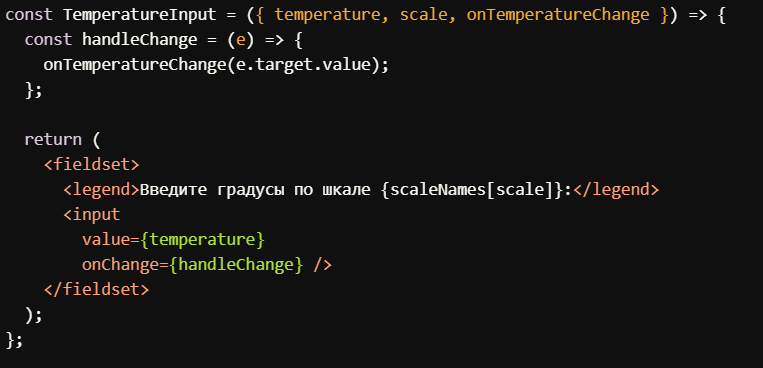 const TemperatureInput = ({ temperature, scale, onTemperatureChange }) => {
  const handleChange = (e) => {
    onTemperatureChange(e.target.value);
  };

  return (
    <fieldset>
      <legend>Введите градусы по шкале {scaleNames[scale]}:</legend>
      <input
        value={temperature}
        onChange={handleChange} />
    </fieldset>
  );
};